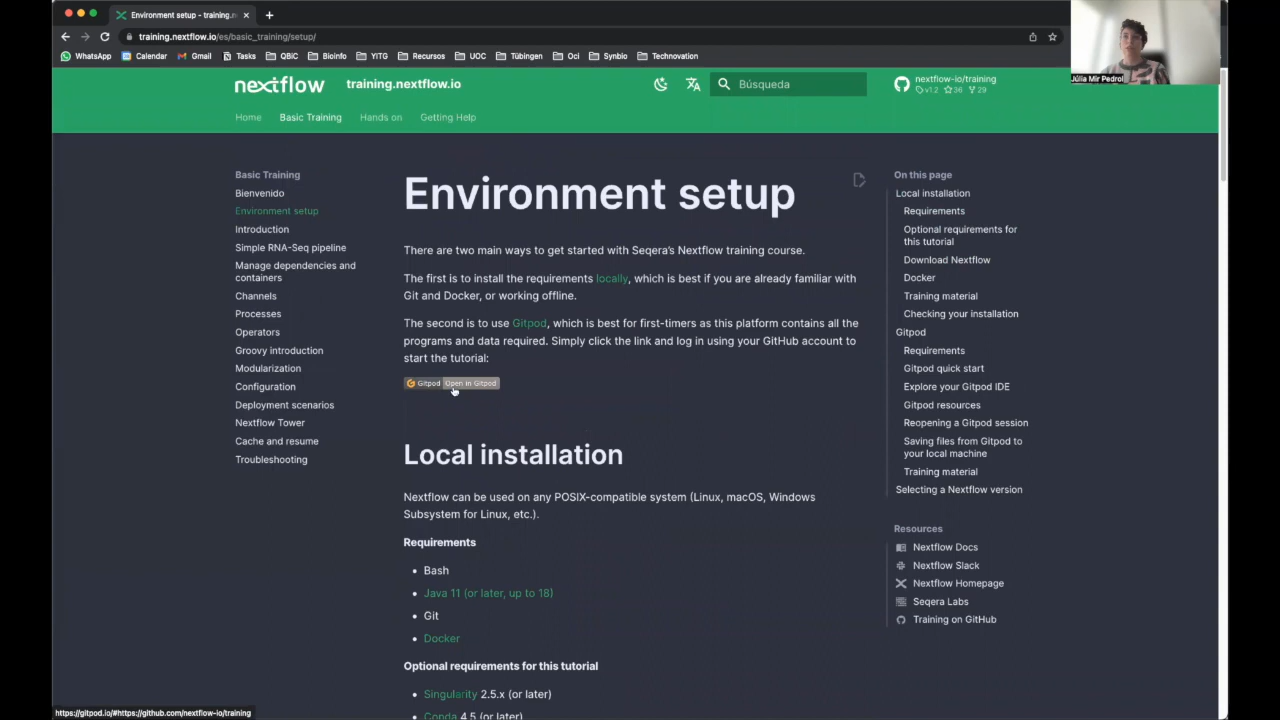 Environment setup - training.n
training.nextflow.io/es/basic_training/setup/
WhatsApp
Calendar
Gmail
Tasks
QBiC
Bioinfo
YITG
Recursos
UOC
Tübingen
Oci
Synbio
Technovation
Júlia Mir Pedrol
nextflow
training.nextflow.io
Búsqueda
nextflow-io/training
v1.2 36 29
Home
Basic Training
Hands on
Getting Help
Basic Training
Bienvenido
Environment setup
Introduction
Simple RNA-Seq pipeline
Manage dependencies and
containers
Channels
Processes
Operators
Groovy introduction
Modularization
Configuration
Deployment scenarios
Nextflow Tower
Cache and resume
Troubleshooting
Environment setup
There are two main ways to get started with Seqera's Nextflow training course.
The first is to install the requirements locally, which is best if you are already familiar with
Git and Docker, or working offline.
The second is to use Gitpod, which is best for first-timers as this platform contains all the
programs and data required. Simply click the link and log in using your GitHub account to
start the tutorial:
Gitpod Open in Gitpod
Local installation
Nextflow can be used on any POSIX-compatible system (Linux, macOS, Windows
Subsystem for Linux, etc.).
Requirements
• Bash
• Java 11 (or later, up to 18)
• Git
• Docker
Optional requirements for this tutorial
• Singularity 2.5.x (or later)
• Conda 4.5 (or later)
On this page
Local installation
Requirements
Optional requirements for
this tutorial
Download Nextflow
Docker
Training material
Checking your installation
Gitpod
Requirements
Gitpod quick start
Explore your Gitpod IDE
Gitpod resources
Reopening a Gitpod session
Saving files from Gitpod to
your local machine
Training material
Selecting a Nextflow version
Resources
Nextflow Docs
Nextflow Slack
Nextflow Homepage
Seqera Labs
Training on GitHub
https://gitpod.io/#https://github.com/nextflow-io/training